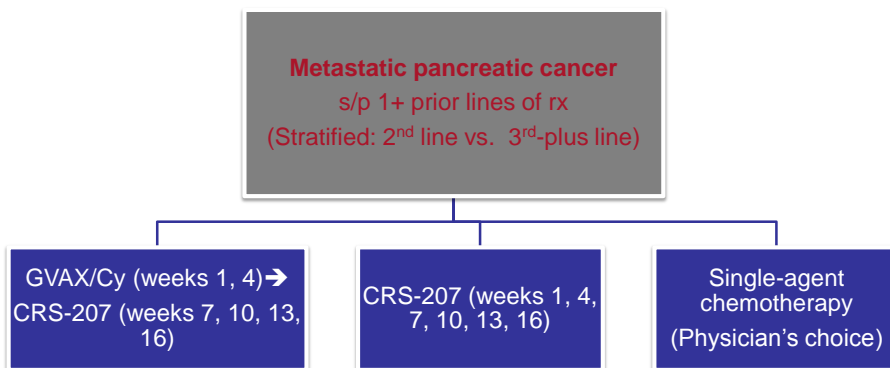 Metastatic pancreatic cancer
s/p 1+ prior lines of rx
(Stratified: 2nd line vs. 3rd-plus line)
GVAX/Cy (weeks 1, 4)➔
CRS-207 (weeks 7, 10, 13,
16)
CRS-207 (weeks 1, 4,
7, 10, 13, 16)
Single-agent
chemotherapy
(Physician’s choice)